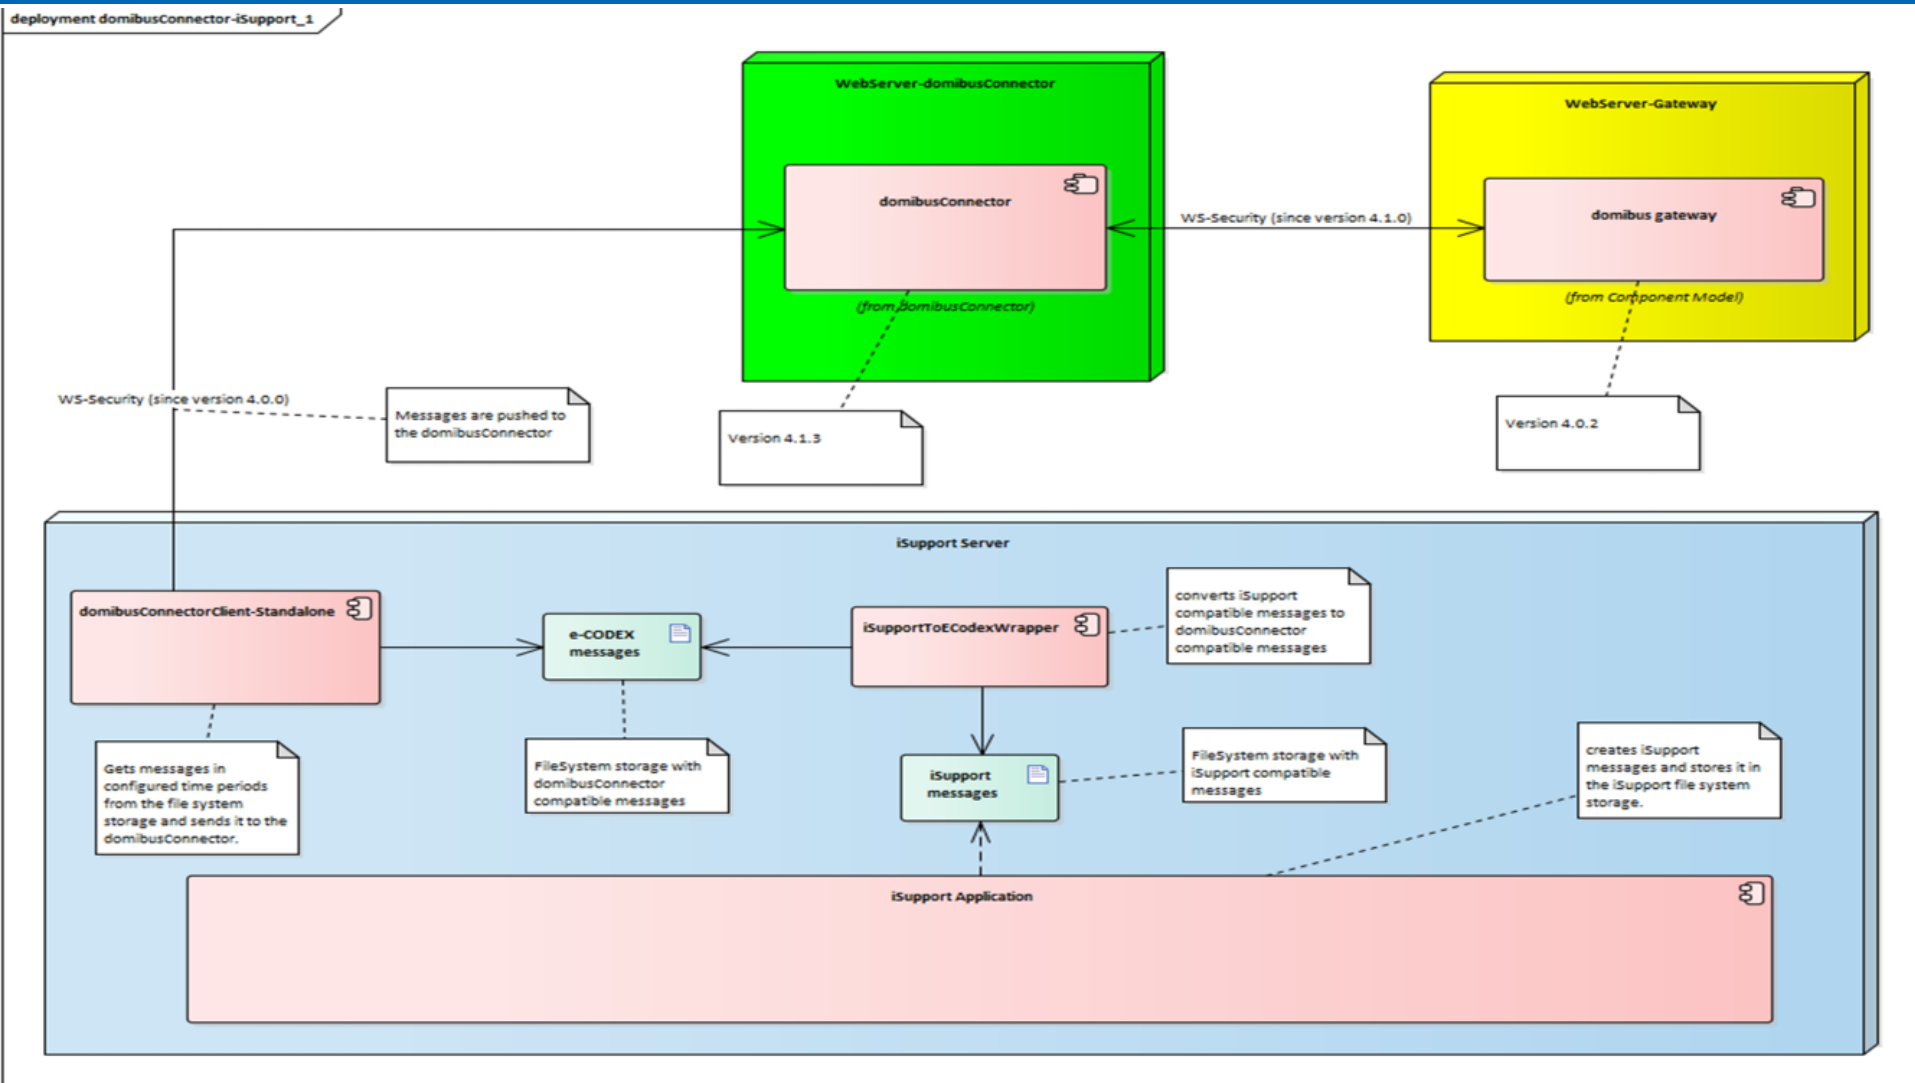 deployment domibusConnector-iSupport_1
WebServer-domibusConnector
WebServer-Gateway
domibusConnector
domibus gateway
WS-Security (since version 4.1.0)
(from domibusConnector)
(from Component Model)
WS-Security (since version 4.0.0)
Messages are pushed to
the domibusConnector
Version 4.1.3
Version 4.0.2
iSupport Server
domibusConnectorClient-Standalone
e-CODEX
messages
iSupportToECodexWrapper
converts iSupport
compatible messages to
domibusConnector
compatible messages
Gets messages in
configured time periods
from the file system
storage and sends it to the
domibusConnector.
FileSystem storage with
domibusConnector
compatible messages
iSupport
messages
FileSystem storage with
iSupport compatible
messages
creates iSupport
messages and stores it in
the iSupport file system
storage.
iSupport Application